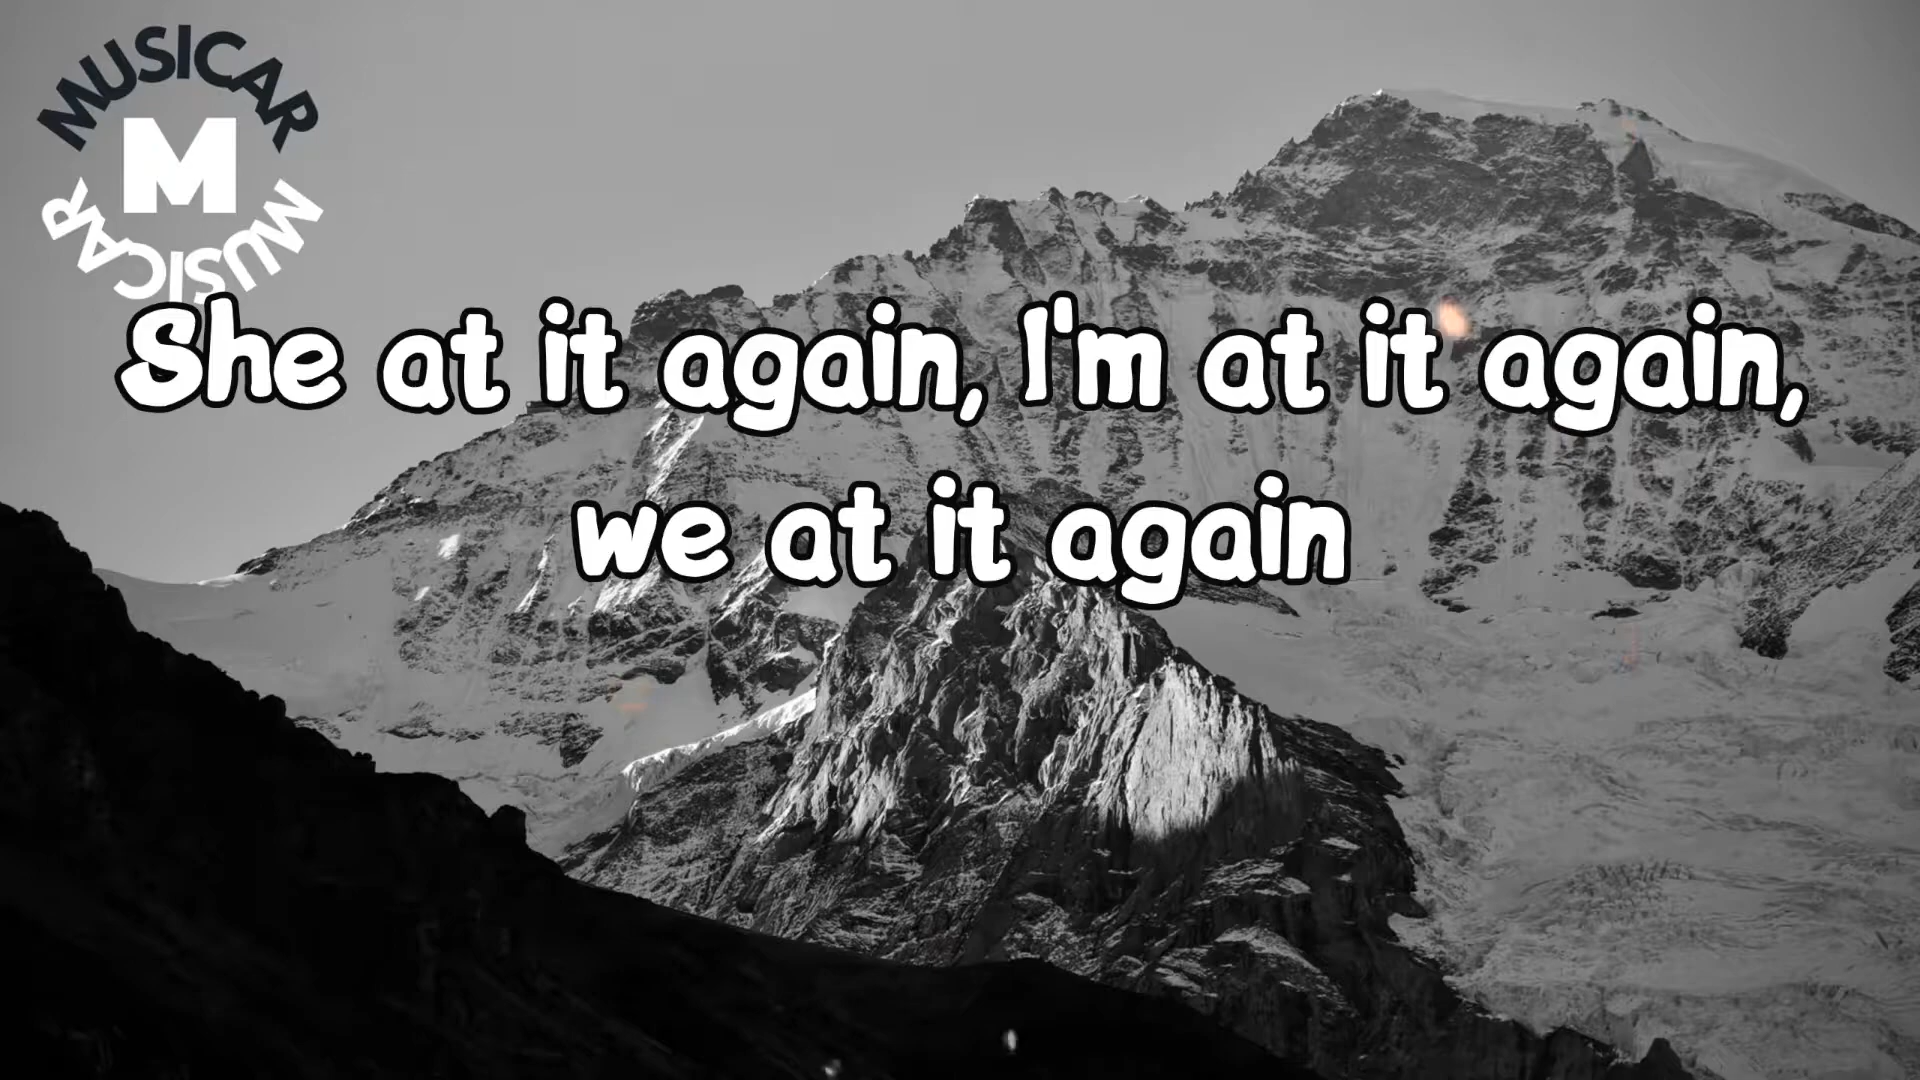 MUSICAR
M
MUSICAR
She at it again, I'm at it again,
we at it again